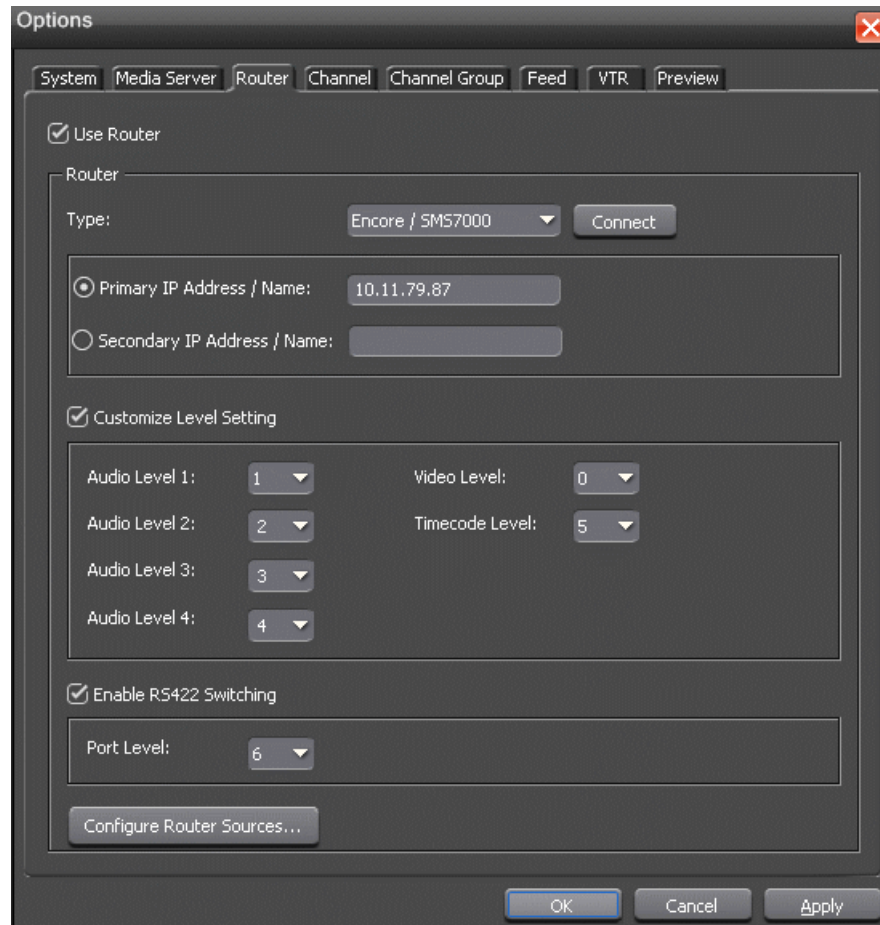 Options
System Media Server Router Channel Channel Group Feed VTR Preview
Use Router
Router
Type: Encore / SMS7000 Connect
Primary IP Address / Name: 10.11.79.87
Secondary IP Address / Name:
Customize Level Setting
Audio Level 1: 1 Video Level: 0
Audio Level 2: 2 Timecode Level: 5
Audio Level 3: 3
Audio Level 4: 4
Enable RS422 Switching
Port Level: 6
Configure Router Sources...
OK Cancel Apply